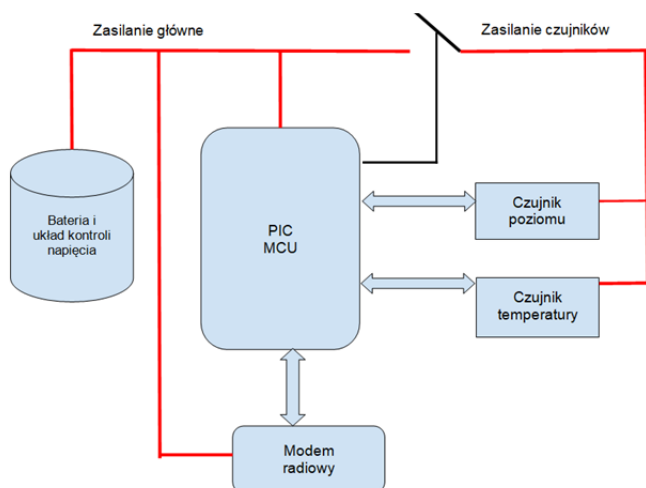 Zasilanie główne
Zasilanie czujników
Bateria i
układ kontroli
napięcia
PIC
MCU
Czujnik
poziomu
Czujnik
temperatury
Modem
radiowy